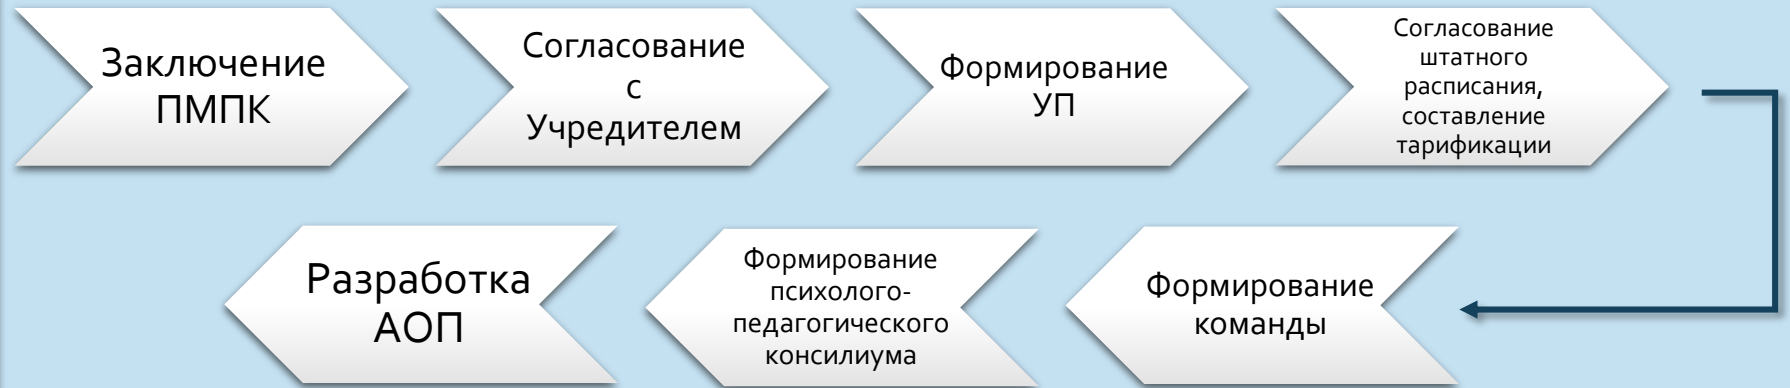 Заключение
ПМПК
Согласование
с
Учредителем
Формирование
УП
Согласование
штатного
расписания,
составление
тарификации
Формирование
команды
Формирование
психолого-
педагогического
консилиума
Разработка
АОП